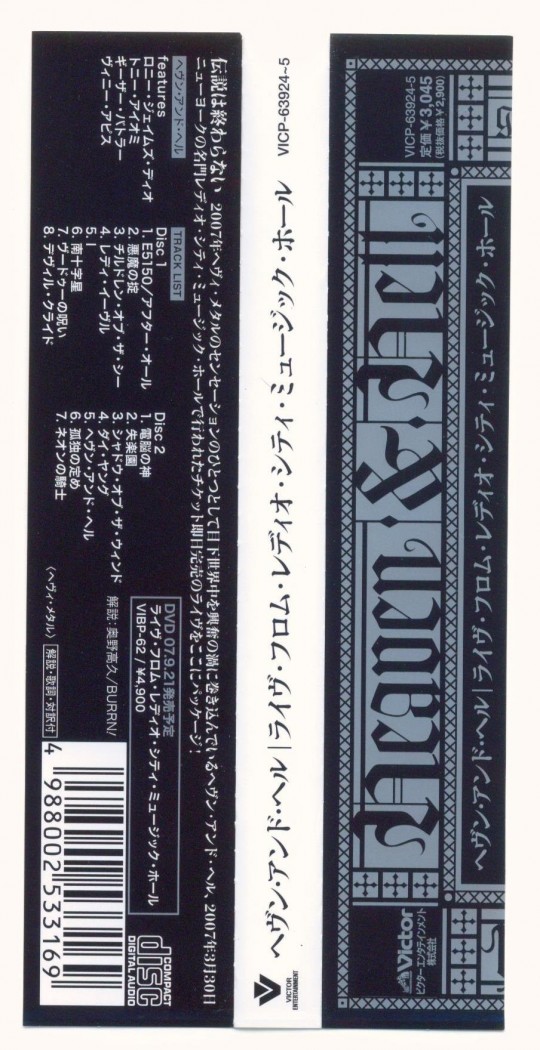 VICP-63924-5
定価￥3,045
(税抜価格￥2,900)
Heaven & Hell
ヘヴン・アンド・ヘル│ライヴ・フロム・レディオ・シティ・ミュージック・ホール
Victor
ビクターエンタテインメント
株式会社
VICTOR
ENTERTAINMENT
ヘヴン・アンド・ヘル│ライヴ・フロム・レディオ・シティ・ミュージック・ホール
VICP-63924~5
伝説は終わらない 2007年ヘヴィ・メタルのセンセーションのひとつとして目下世界中を興奮の渦に巻き込んでいるヘヴン・アンド・ヘル、2007年3月30日
ニューヨークの名門レディオ・シティ・ミュージック・ホールで行われたチケット即日完売のライヴをここにパッケージ！
ヘヴン・アンド・ヘル
features
ロニー・ジェイムズ・ディオ
トニー・アイオミ
ギーザー・バトラー
ヴィニー・アピス
TRACK LIST
Disc 1
1. E5150/アフター・オール
2. 悪魔の掟
3. チルドレン・オブ・ザ・シー
4. レディ・イーヴル
5. I
6. 南十字星
7. ヴードゥーの呪い
8. デヴィル・クライド
Disc 2
1. 電脳の神
2. 失楽園
3. シャドウ・オブ・ザ・ウィンド
4. ダイ・ヤング
5. ヘヴン・アンド・ヘル
6. 孤独の定め
7. ネオンの騎士
DVD 07.9.21発売予定
ライヴ・フロム・レディオ・シティ・ミュージック・ホール
VIBP-82 / ¥4,900
解説：奥野高久/BURRN!
〈ヘヴィ・メタル〉 解説・歌詞・対訳付
4 988002 533169
COMPACT
disc
DIGITAL AUDIO